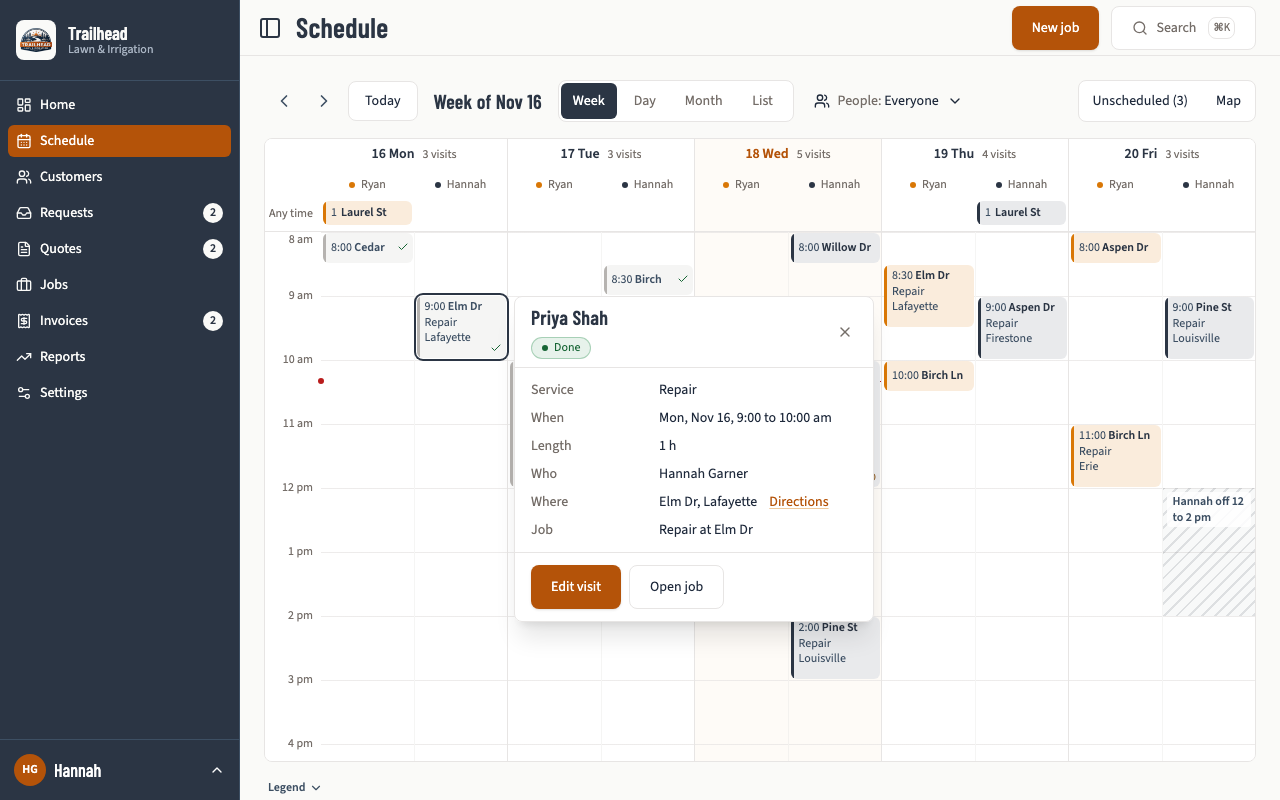 Trailhead
Lawn & Irrigation
Home
Schedule
Customers
Requests 2
Quotes 2
Jobs
Invoices 2
Reports
Settings
HG Hannah
Schedule
New job
Search ⌘K
Today
Week of Nov 16
Week Day Month List
People: Everyone
Unscheduled (3) Map
16 Mon 3 visits
17 Tue 3 visits
18 Wed 5 visits
19 Thu 4 visits
20 Fri 3 visits
Ryan Hannah
Ryan Hannah
Ryan Hannah
Ryan Hannah
Ryan Hannah
Any time
1 Laurel St
1 Laurel St
8 am
9 am
10 am
11 am
12 pm
1 pm
2 pm
3 pm
4 pm
8:00 Cedar
9:00 Elm Dr
Repair
Lafayette
8:30 Birch
8:00 Willow Dr
2:00 Pine St
Repair
Louisville
8:30 Elm Dr
Repair
Lafayette
10:00 Birch Ln
9:00 Aspen Dr
Repair
Firestone
8:00 Aspen Dr
11:00 Birch Ln
Repair
Erie
9:00 Pine St
Repair
Louisville
Hannah off 12
to 2 pm
Priya Shah
Done
Service Repair
When Mon, Nov 16, 9:00 to 10:00 am
Length 1 h
Who Hannah Garner
Where Elm Dr, Lafayette Directions
Job Repair at Elm Dr
Edit visit
Open job
Legend